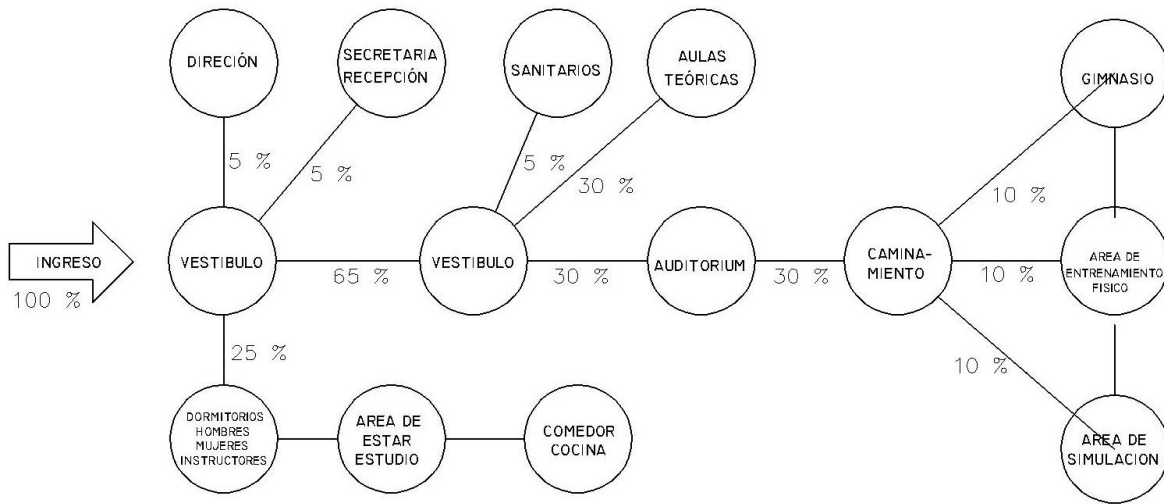 DIRECIÓN
SECRETARIA
RECEPCIÓN
SANITARIOS
AULAS
TEÓRICAS
GIMNASIO
5 %
5 %
5 %
30 %
10 %
INGRESO
100 %
VESTIBULO
65 %
VESTIBULO
30 %
AUDITORIUM
30 %
CAMINA-
MIENTO
10 %
AREA DE
ENTRENAMIENTO
FISICO
25 %
10 %
DORMITORIOS
HOMBRES
MUJERES
INSTRUCTORES
AREA DE
ESTAR
ESTUDIO
COMEDOR
COCINA
AREA DE
SIMULACION